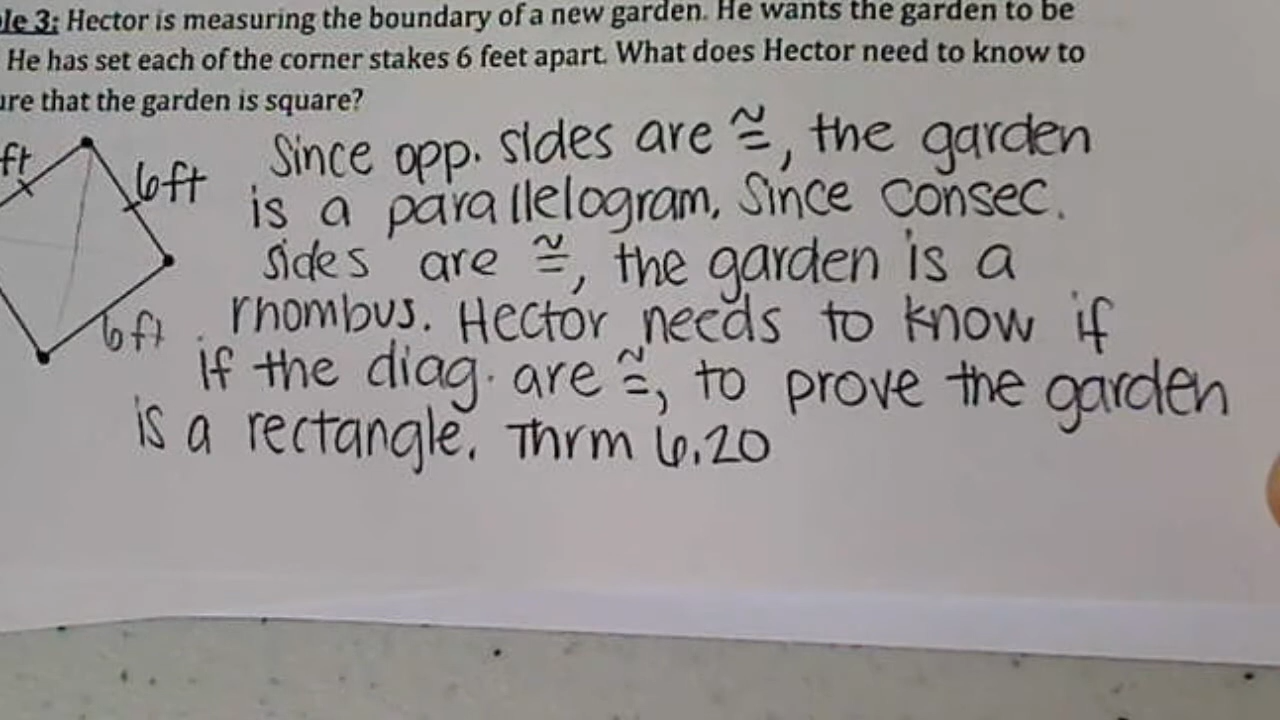 le 3: Hector is measuring the boundary of a new garden. He wants the garden to be
He has set each of the corner stakes 6 feet apart. What does Hector need to know to
ure that the garden is square?
ft
6ft
6ft
Since opp. sides are ≅, the garden
is a parallelogram. Since consec.
sides are ≅, the garden is a
rhombus. Hector needs to know if
if the diag. are ≅, to prove the garden
is a rectangle. Thrm 6.20